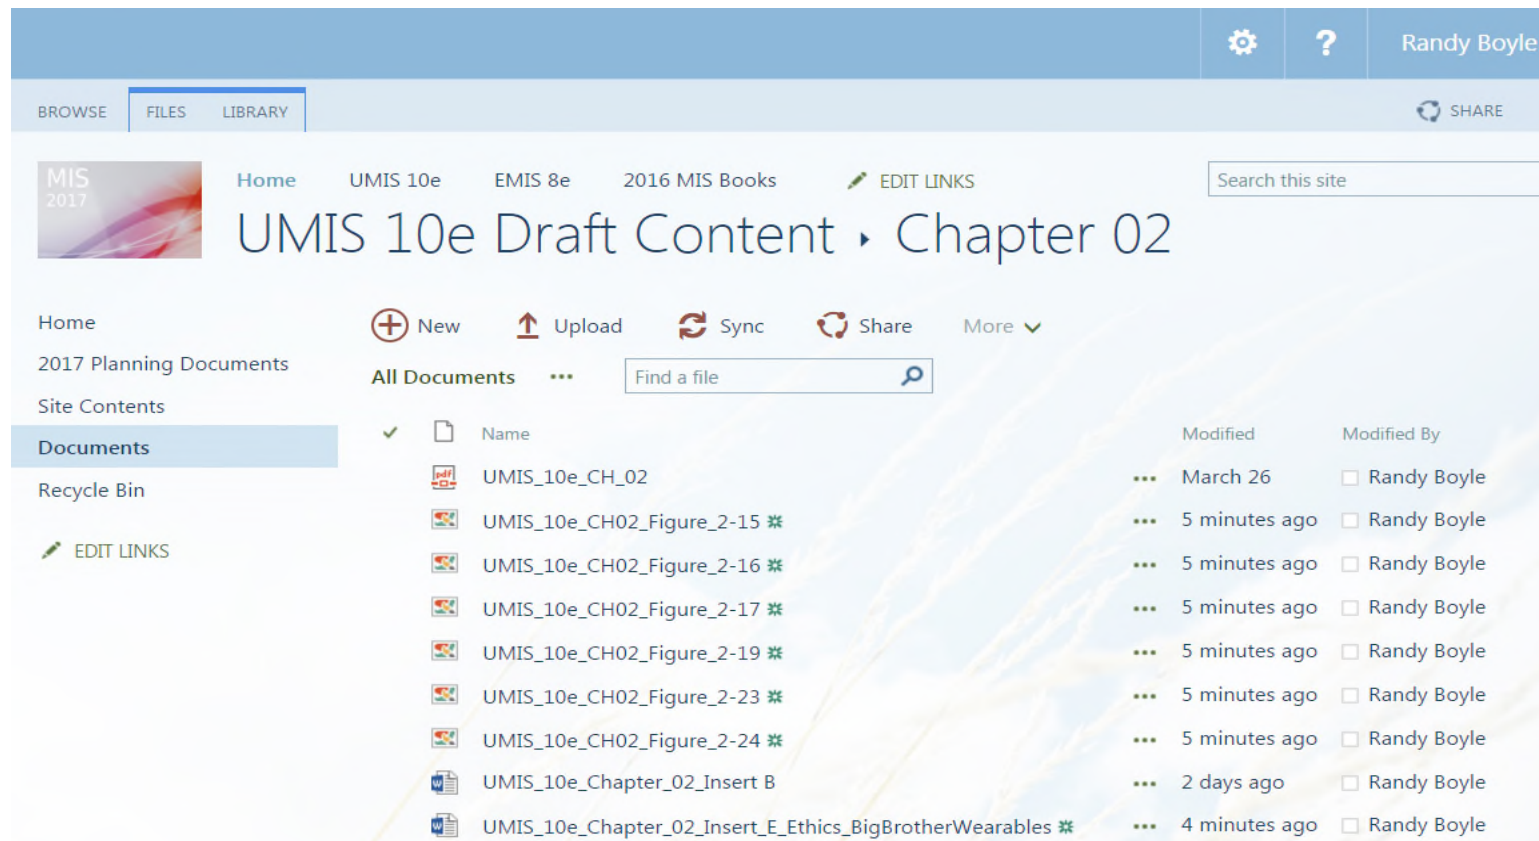 ? Randy Boyle
BROWSE FILES LIBRARY SHARE
MIS
2017
Home UMIS 10e EMIS 8e 2016 MIS Books EDIT LINKS
Search this site
UMIS 10e Draft Content ▸ Chapter 02
Home
2017 Planning Documents
Site Contents
Documents
Recycle Bin
EDIT LINKS
New Upload Sync Share More
All Documents ••• Find a file
Name Modified Modified By
pdf UMIS_10e_CH_02 ••• March 26 Randy Boyle
UMIS_10e_CH02_Figure_2-15 ••• 5 minutes ago Randy Boyle
UMIS_10e_CH02_Figure_2-16 ••• 5 minutes ago Randy Boyle
UMIS_10e_CH02_Figure_2-17 ••• 5 minutes ago Randy Boyle
UMIS_10e_CH02_Figure_2-19 ••• 5 minutes ago Randy Boyle
UMIS_10e_CH02_Figure_2-23 ••• 5 minutes ago Randy Boyle
UMIS_10e_CH02_Figure_2-24 ••• 5 minutes ago Randy Boyle
W UMIS_10e_Chapter_02_Insert B ••• 2 days ago Randy Boyle
W UMIS_10e_Chapter_02_Insert_E_Ethics_BigBrotherWearables ••• 4 minutes ago Randy Boyle